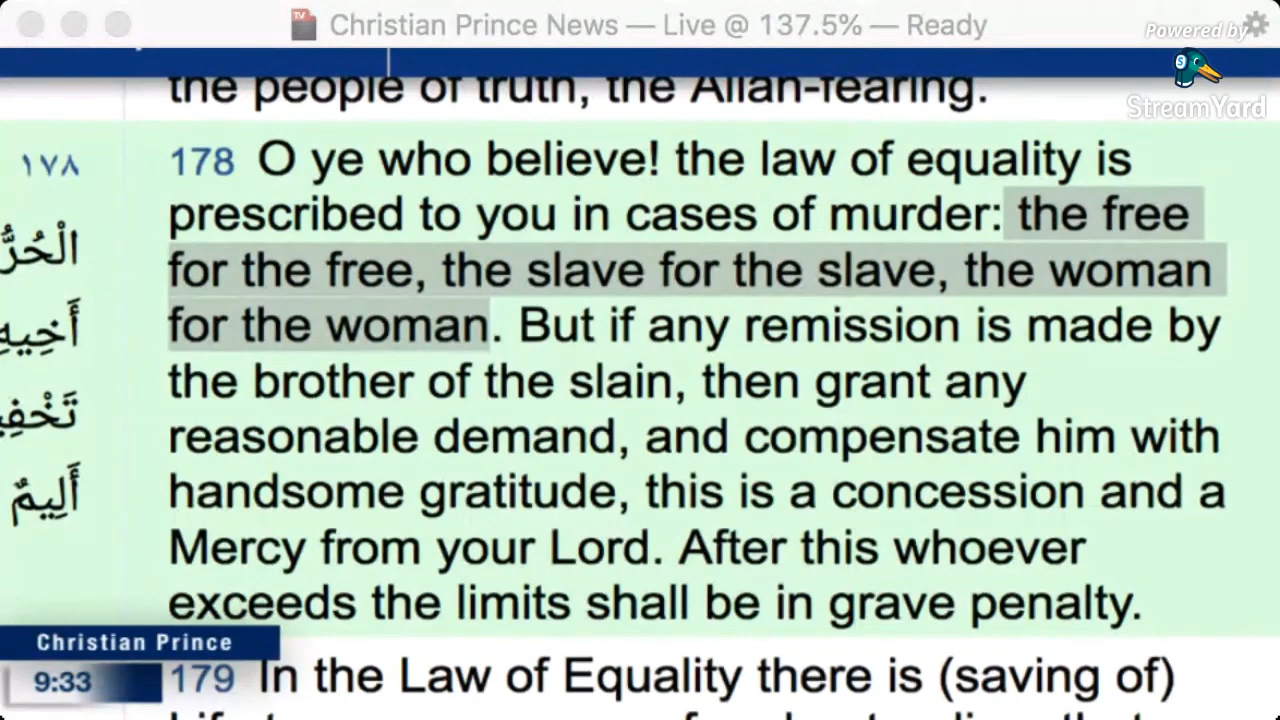 Christian Prince News — Live @ 137.5% — Ready
Powered by
StreamYard
the people of truth, the Allah-fearing.
١٧٨
178 O ye who believe! the law of equality is
prescribed to you in cases of murder: the free
for the free, the slave for the slave, the woman
for the woman. But if any remission is made by
the brother of the slain, then grant any
reasonable demand, and compensate him with
handsome gratitude, this is a concession and a
Mercy from your Lord. After this whoever
exceeds the limits shall be in grave penalty.
الْحُرُّ
أَخِيهِ
أَلِيمٌ
Christian Prince
9:33
179 In the Law of Equality there is (saving of)